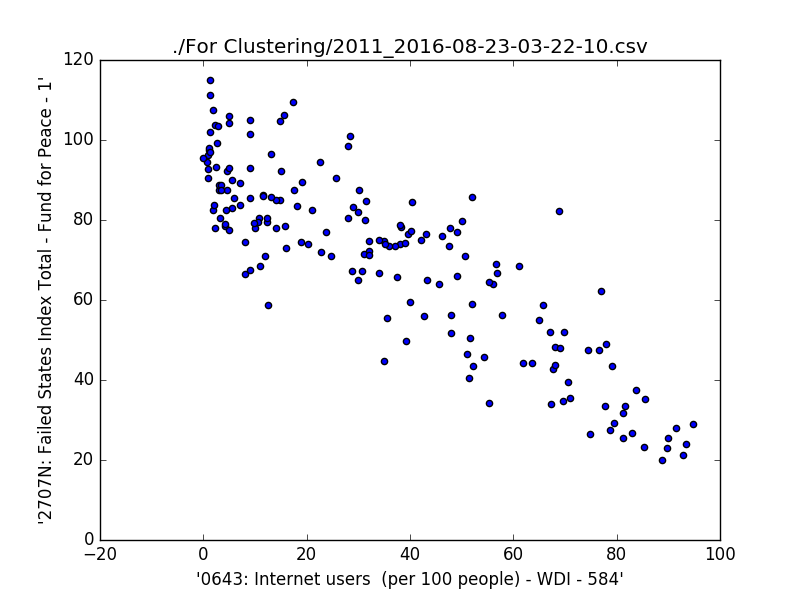 ./For Clustering/2011_2016-08-23-03-22-10.csv
120
100
80
60
40
20
0
'2707N: Failed States Index Total - Fund for Peace - 1'
−20 0 20 40 60 80 100
'0643: Internet users  (per 100 people) - WDI - 584'